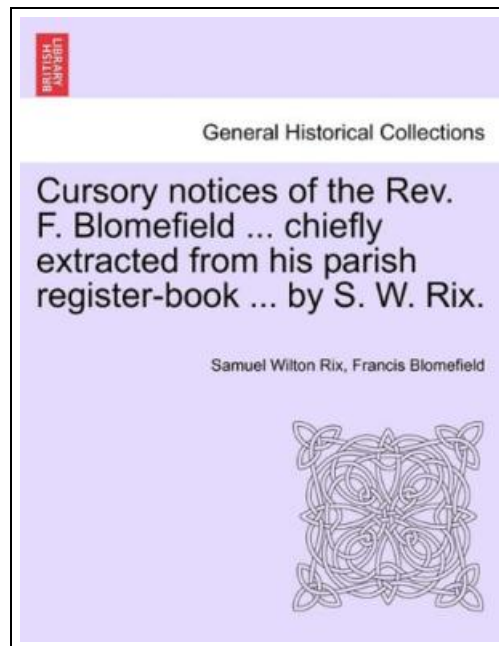 BRITISH
LIBRARY
General Historical Collections
Cursory notices of the Rev.
F. Blomefield ... chiefly
extracted from his parish
register-book ... by S. W. Rix.
Samuel Wilton Rix, Francis Blomefield